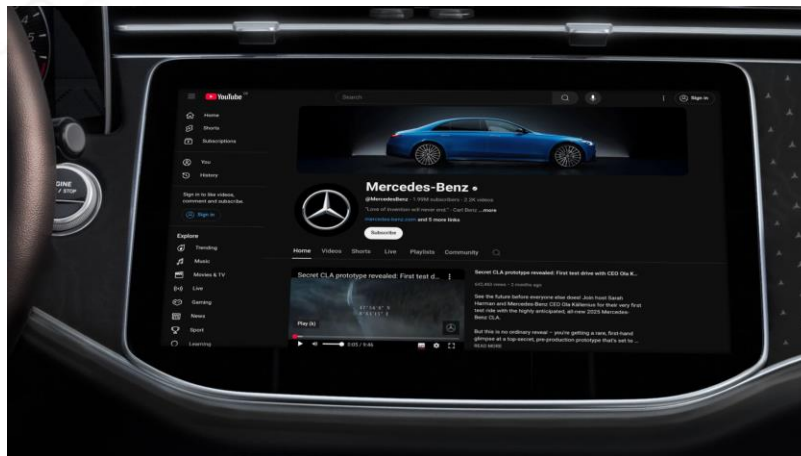 YouTube
Search
Sign in
Home
Shorts
Subscriptions
You
History
Sign in to like videos,
comment and subscribe.
Sign in
Explore
Trending
Music
Movies & TV
Live
Gaming
News
Sport
Learning
Mercedes-Benz
@MercedesBenz · 1.99M subscribers · 2.2K videos
"Love of invention will never end." - Carl Benz ...more
mercedes-benz.com and 5 more links
Subscribe
Home Videos Shorts Live Playlists Community
Secret CLA prototype revealed: First test d...
Play (k)
0:05 / 9:46
Secret CLA prototype revealed: First test drive with CEO Ola K...
views • 2 months ago
See the future before everyone else does! Join host Sarah
Harman and Mercedes-Benz CEO Ola Källenius for their very first
test ride with the highly anticipated, all-new 2025 Mercedes-
Benz CLA.
But this is no ordinary reveal – you're getting a rare, first-hand
glimpse at a top-secret, pre-production prototype that's set to ...
READ MORE
GINE
/ STOP